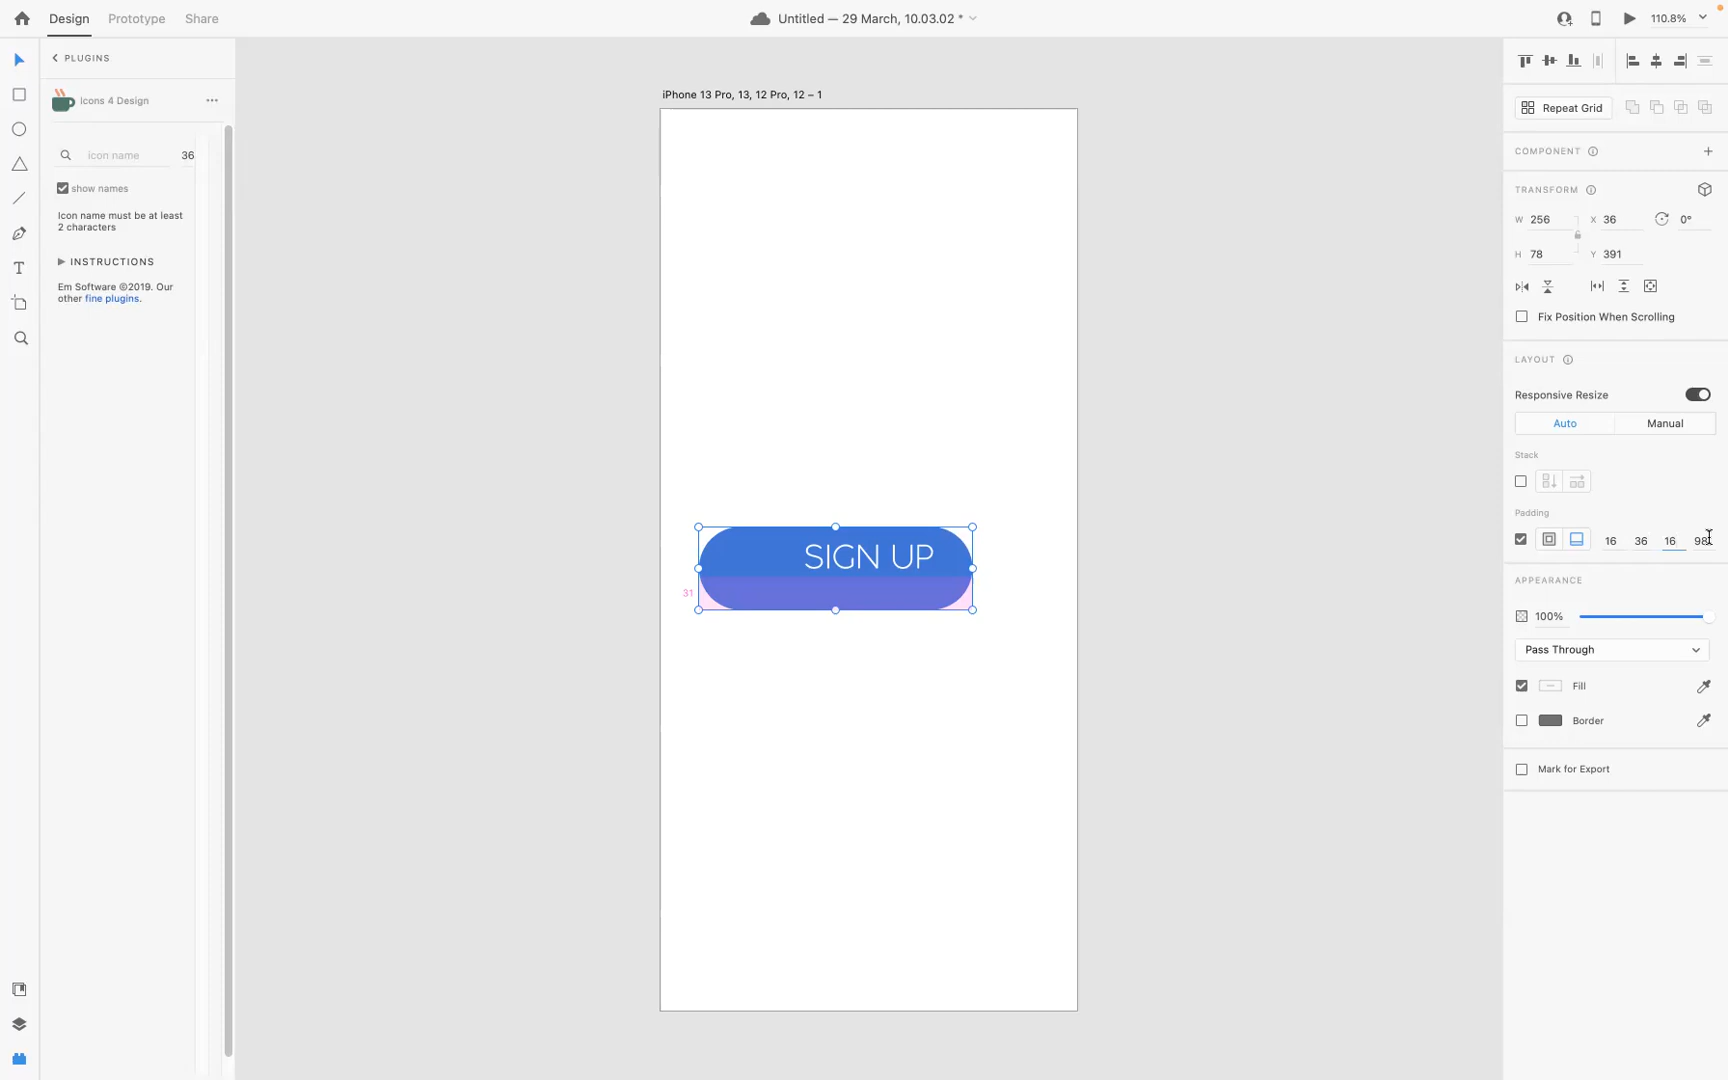 Design Prototype Share
Untitled — 29 March, 10.03.02 *
110.8%
PLUGINS
Icons 4 Design
icon name 36
show names
Icon name must be at least
2 characters
INSTRUCTIONS
Em Software ©2019. Our
other fine plugins.
iPhone 13 Pro, 13, 12 Pro, 12 – 1
SIGN UP
31
Repeat Grid
COMPONENT
TRANSFORM
W 256 X 36 0°
H 78 Y 391
Fix Position When Scrolling
LAYOUT
Responsive Resize
Auto Manual
Stack
Padding
16 36 16 98
APPEARANCE
100%
Pass Through
Fill
Border
Mark for Export